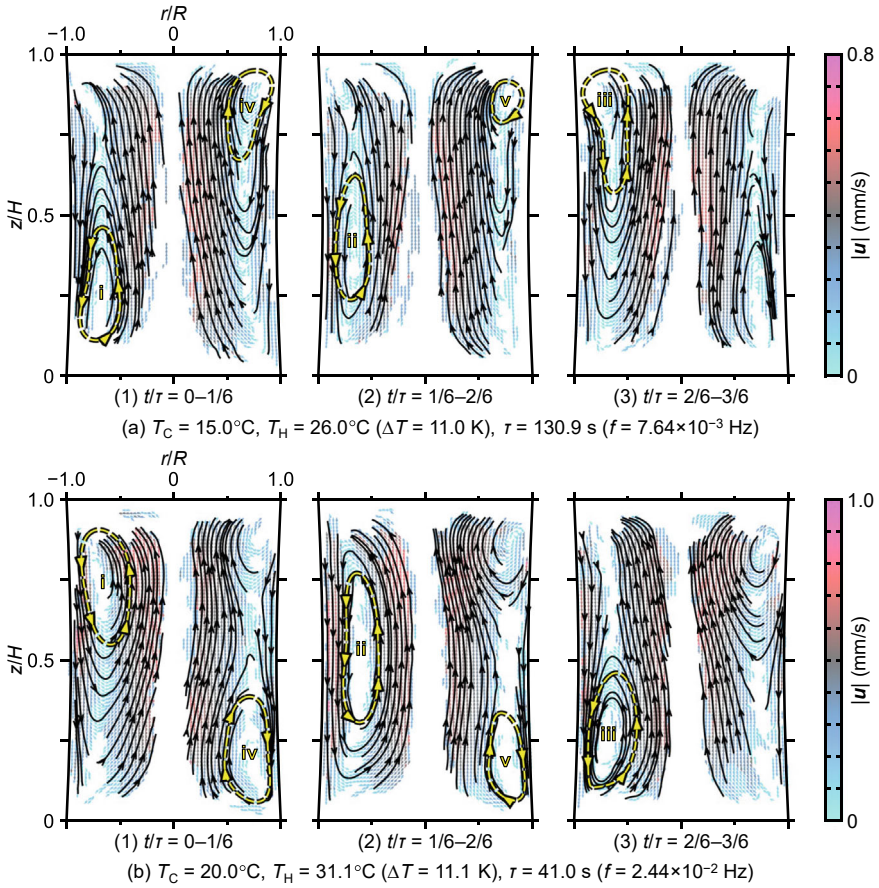 r/R
−1.0 0 1.0
1.0
0.5
0
z/H
i
iv
ii
v
iii
0.8
0
|u| (mm/s)
(1) t/τ = 0–1/6
(2) t/τ = 1/6–2/6
(3) t/τ = 2/6–3/6
(a) T_C = 15.0°C, T_H = 26.0°C (ΔT = 11.0 K), τ = 130.9 s (f = 7.64×10⁻³ Hz)
r/R
−1.0 0 1.0
1.0
0.5
0
z/H
i
iv
ii
v
iii
1.0
0
|u| (mm/s)
(1) t/τ = 0–1/6
(2) t/τ = 1/6–2/6
(3) t/τ = 2/6–3/6
(b) T_C = 20.0°C, T_H = 31.1°C (ΔT = 11.1 K), τ = 41.0 s (f = 2.44×10⁻² Hz)